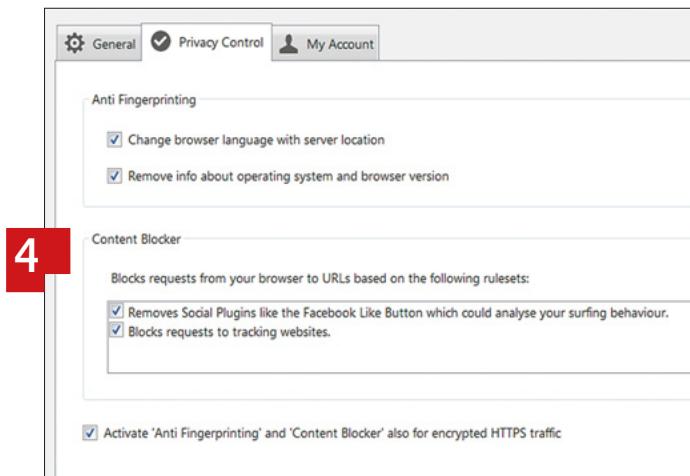 General Privacy Control My Account
Anti Fingerprinting
Change browser language with server location
Remove info about operating system and browser version
4
Content Blocker
Blocks requests from your browser to URLs based on the following rulesets:
Removes Social Plugins like the Facebook Like Button which could analyse your surfing behaviour.
Blocks requests to tracking websites.
Activate 'Anti Fingerprinting' and 'Content Blocker' also for encrypted HTTPS traffic